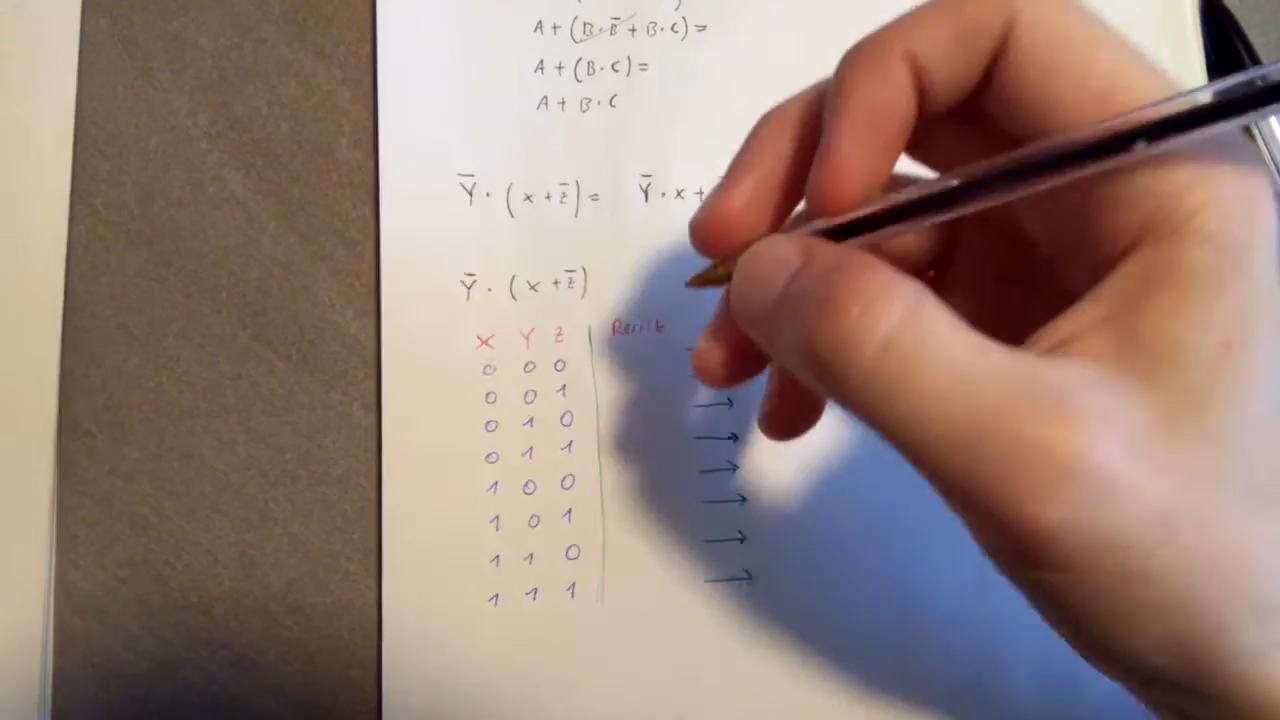 A + (B · B̅ + B · C) =
A + (B · C) =
A + B · C
Y̅ · (x + z̅) = Y̅ · x +
Y̅ · (x + z̅)
X Y Z Result
0 0 0
0 0 1 →
0 1 0 →
0 1 1 →
1 0 0 →
1 0 1 →
1 1 0 →
1 1 1